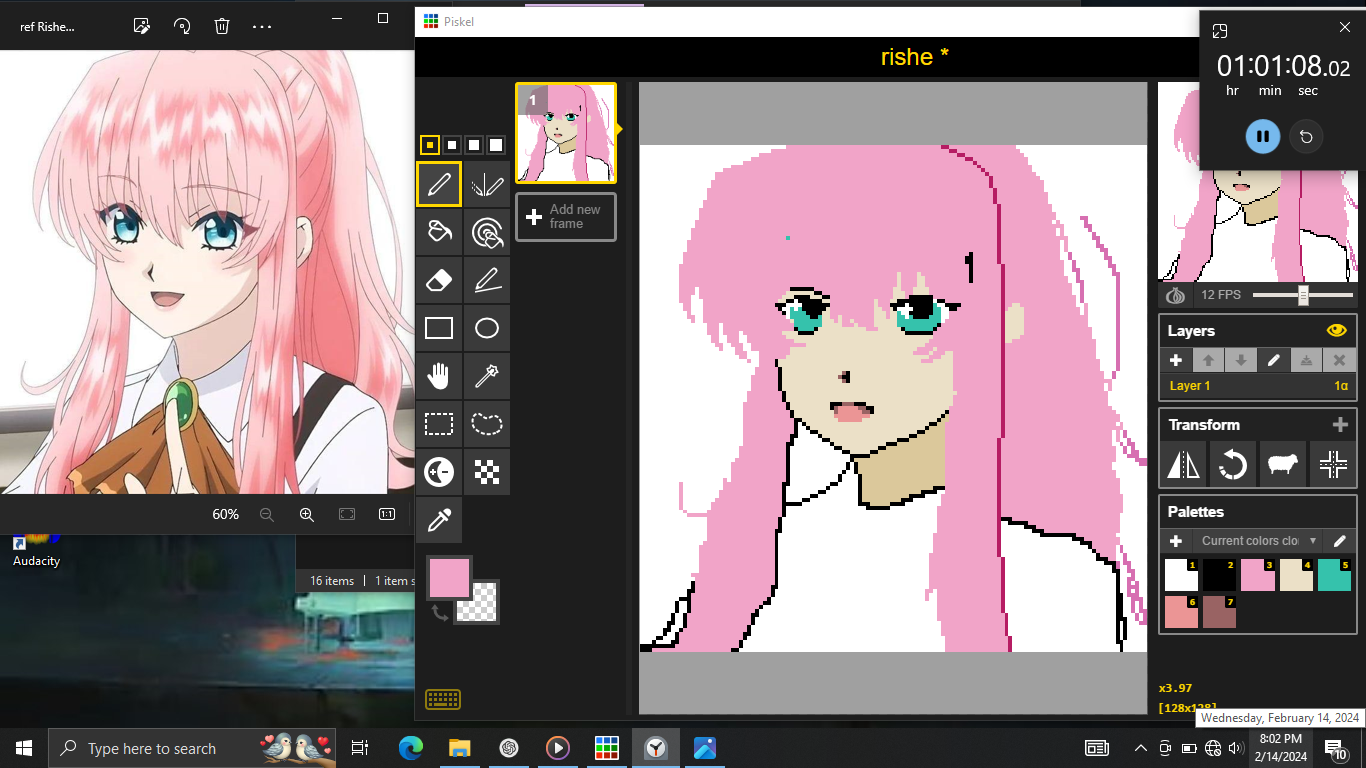 ref Rishe...
Piskel
rishe *
01:01:08.02
hr min sec
1
Add new
frame
12 FPS
Layers
Layer 1
1α
Transform
Palettes
Current colors clo
1
2
3
4
5
6
7
x3.97
[128x128]
60%
1:1
Audacity
16 items
1 item s
Wednesday, February 14, 2024
Type here to search
8:02 PM
2/14/2024
10